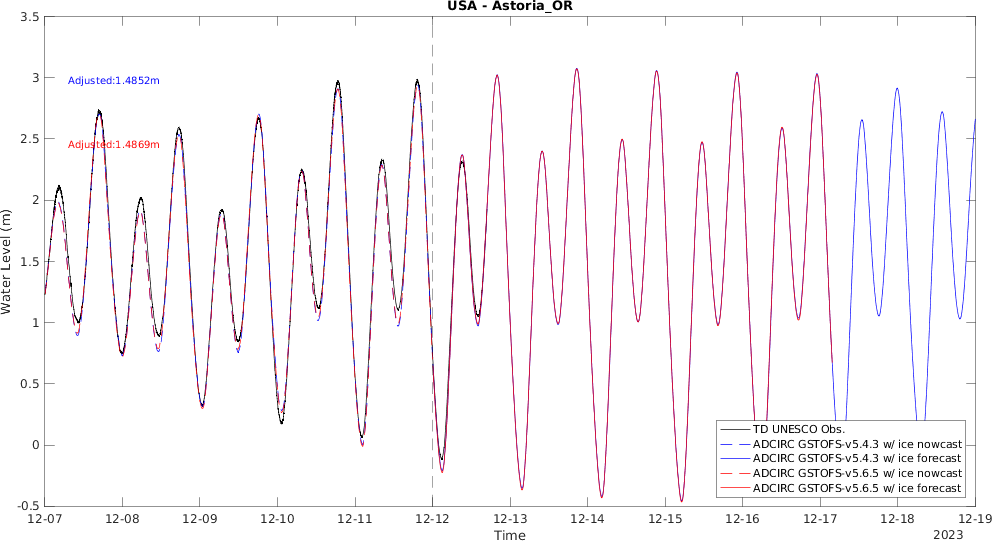 USA - Astoria_OR
3.5
3
2.5
2
1.5
1
0.5
0
-0.5
Water Level (m)
Adjusted:1.4852m
Adjusted:1.4869m
TD UNESCO Obs.
ADCIRC GSTOFS-v5.4.3 w/ ice nowcast
ADCIRC GSTOFS-v5.4.3 w/ ice forecast
ADCIRC GSTOFS-v5.6.5 w/ ice nowcast
ADCIRC GSTOFS-v5.6.5 w/ ice forecast
12-07 12-08 12-09 12-10 12-11 12-12 12-13 12-14 12-15 12-16 12-17 12-18 12-19
Time
2023